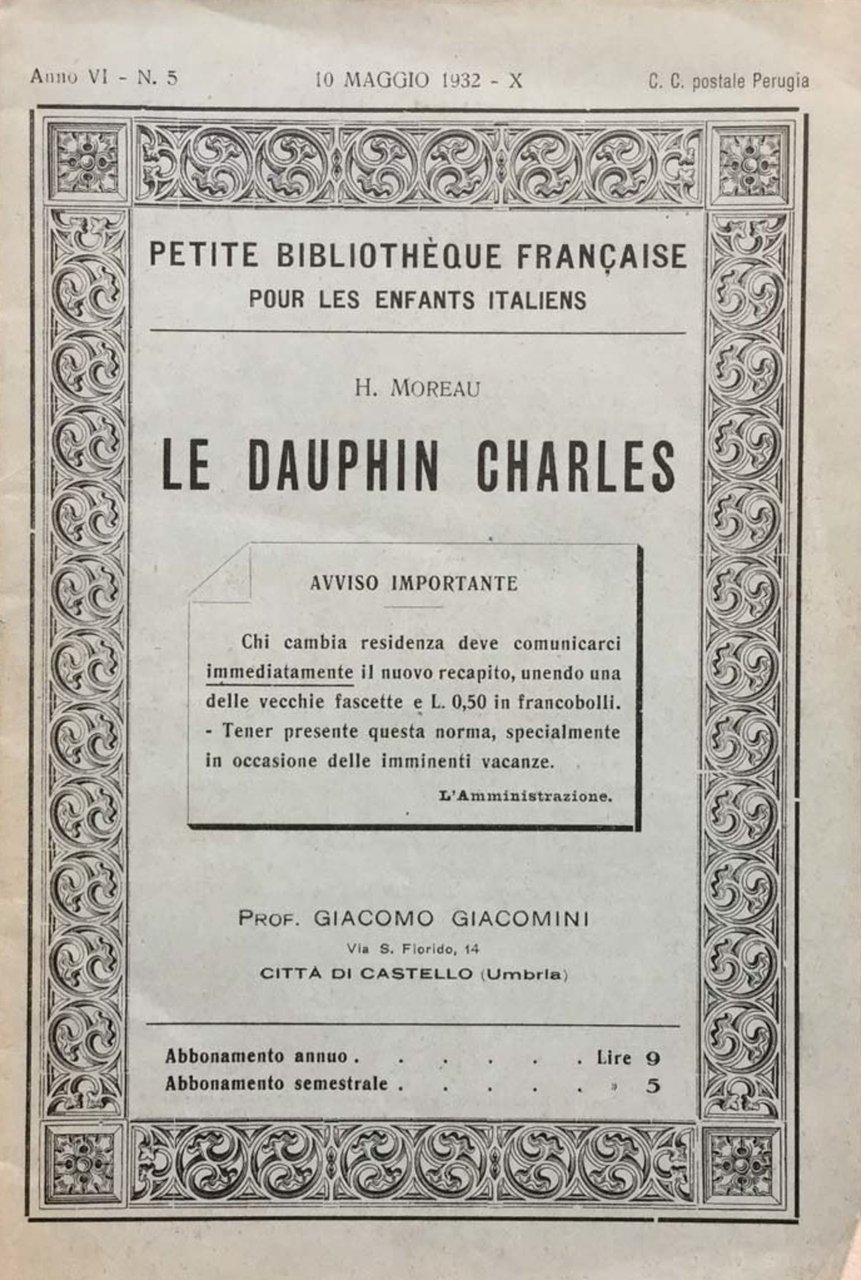 Anno VI - N. 5
10 MAGGIO 1932 - X
C. C. postale Perugia
PETITE BIBLIOTHÈQUE FRANÇAISE
POUR LES ENFANTS ITALIENS
H. MOREAU
LE DAUPHIN CHARLES
AVVISO IMPORTANTE
Chi cambia residenza deve comunicarci
immediatamente il nuovo recapito, unendo una
delle vecchie fascette e L. 0,50 in francobolli.
- Tener presente questa norma, specialmente
in occasione delle imminenti vacanze.
L'Amministrazione.
PROF. GIACOMO GIACOMINI
Via S. Florido, 14
CITTÀ DI CASTELLO (Umbria)
Abbonamento annuo . . . . . . Lire 9
Abbonamento semestrale . . . . . » 5